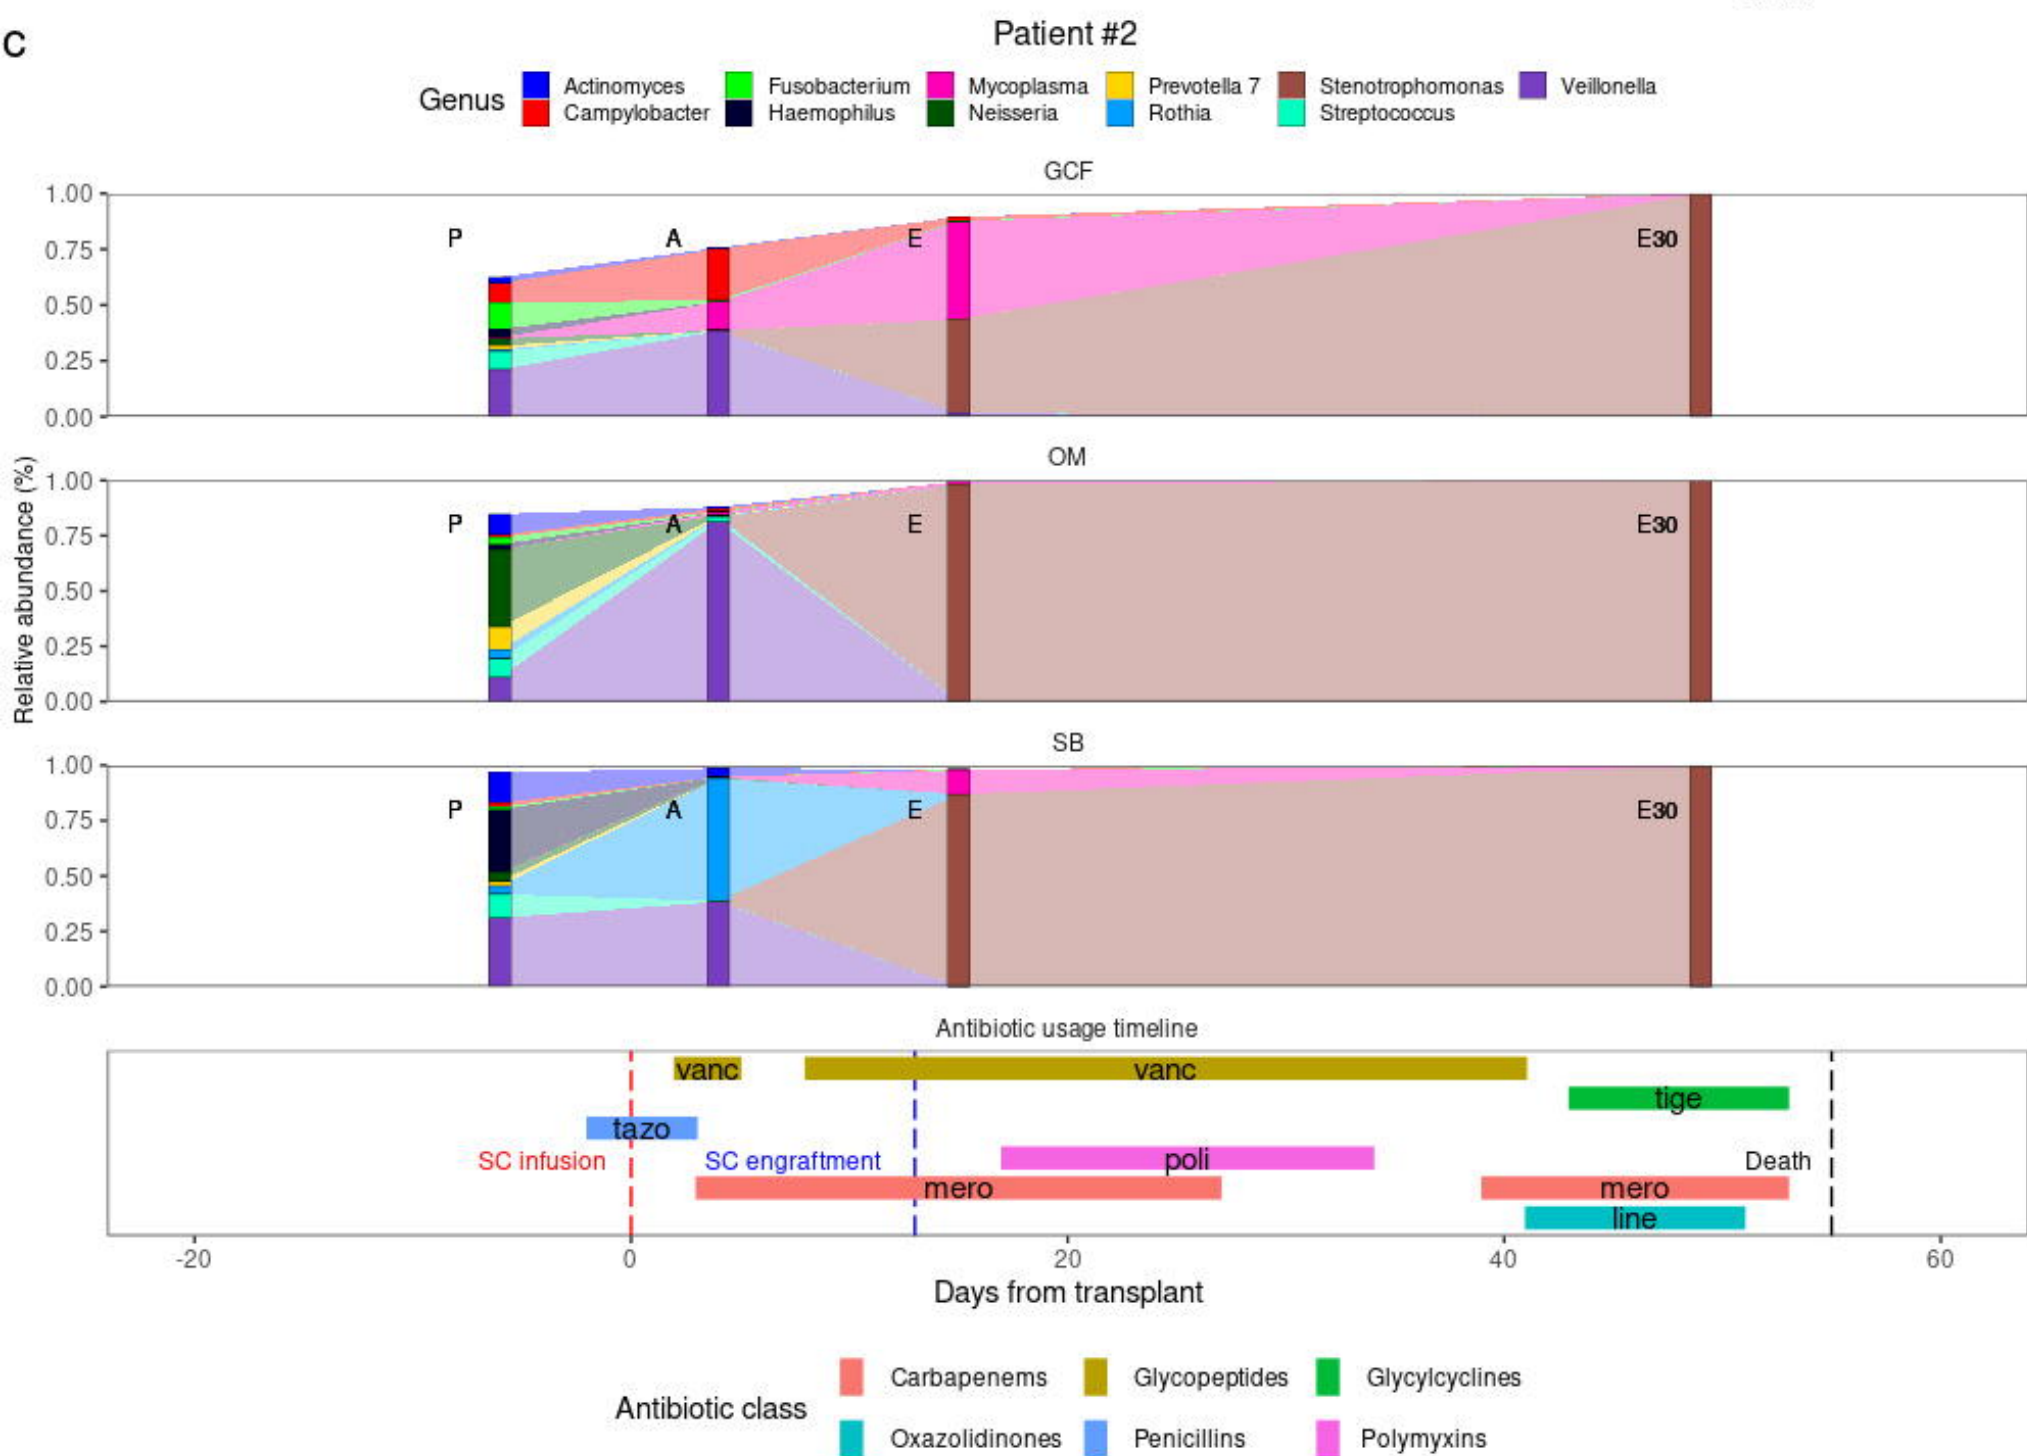 C
Patient #2
Genus
Actinomyces Fusobacterium Mycoplasma Prevotella 7 Stenotrophomonas Veillonella
Campylobacter Haemophilus Neisseria Rothia Streptococcus
GCF
1.00
0.75
0.50
0.25
0.00
P A E E30
OM
1.00
0.75
0.50
0.25
0.00
P A E E30
Relative abundance (%)
SB
1.00
0.75
0.50
0.25
0.00
P A E E30
Antibiotic usage timeline
vanc vanc
tige
tazo
SC infusion SC engraftment poli Death
mero mero
line
-20 0 20 40 60
Days from transplant
Antibiotic class
Carbapenems Glycopeptides Glycylcyclines
Oxazolidinones Penicillins Polymyxins